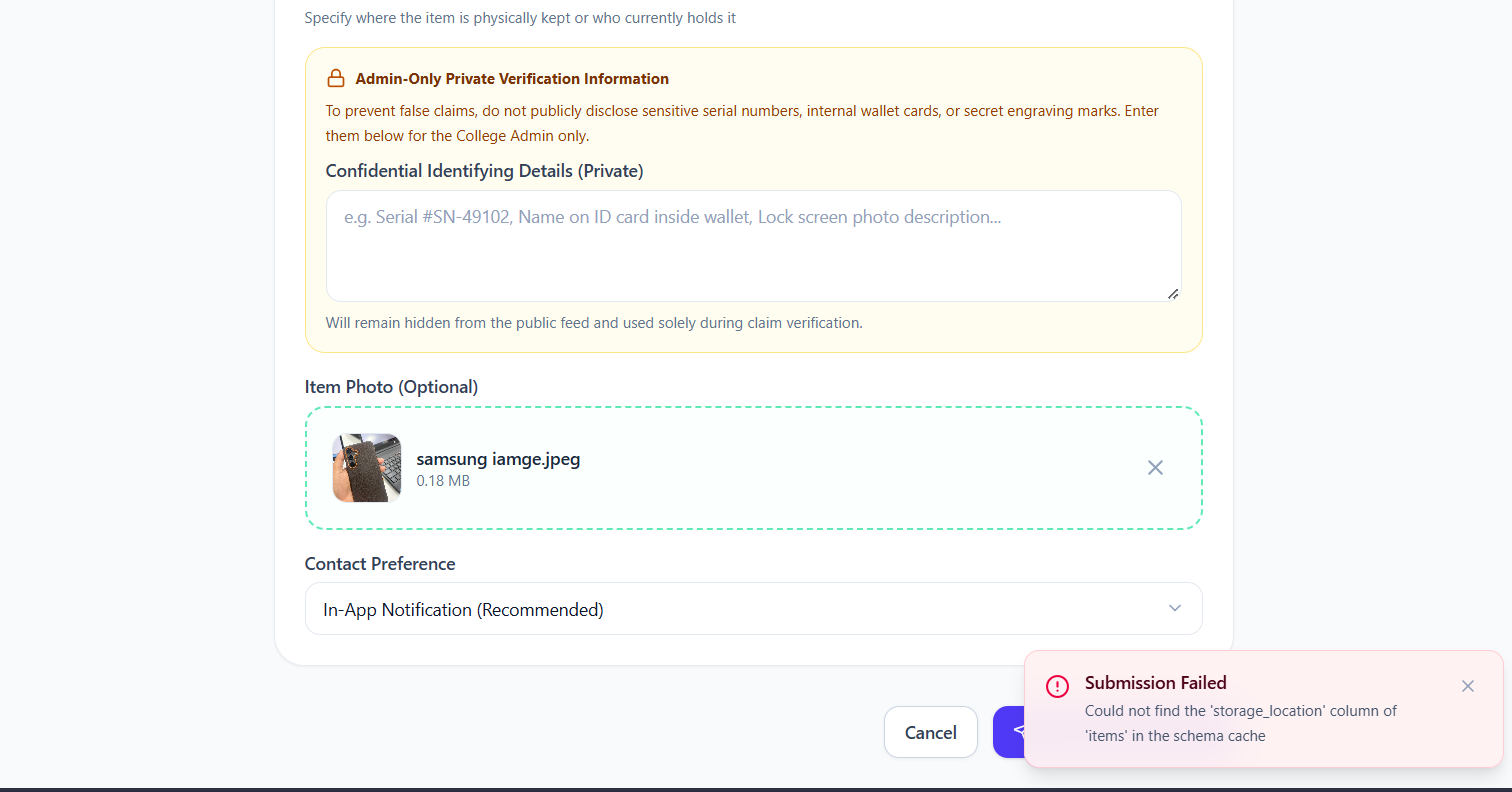 Specify where the item is physically kept or who currently holds it
Admin-Only Private Verification Information
To prevent false claims, do not publicly disclose sensitive serial numbers, internal wallet cards, or secret engraving marks. Enter
them below for the College Admin only.
Confidential Identifying Details (Private)
e.g. Serial #SN-49102, Name on ID card inside wallet, Lock screen photo description...
Will remain hidden from the public feed and used solely during claim verification.
Item Photo (Optional)
samsung iamge.jpeg
0.18 MB
Contact Preference
In-App Notification (Recommended)
Cancel
Submission Failed
Could not find the 'storage_location' column of
'items' in the schema cache